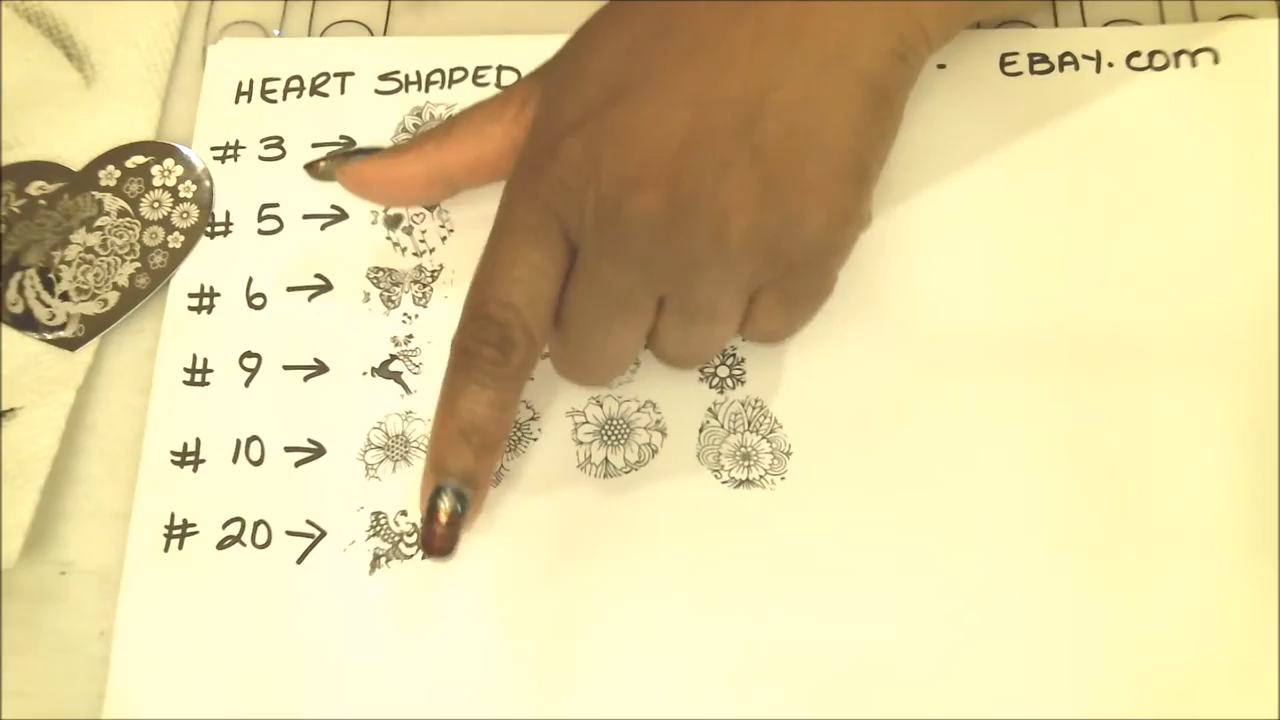 HEART SHAPED - EBAY.com
# 3 →
# 5 →
# 6 →
# 9 →
# 10 →
# 20 →